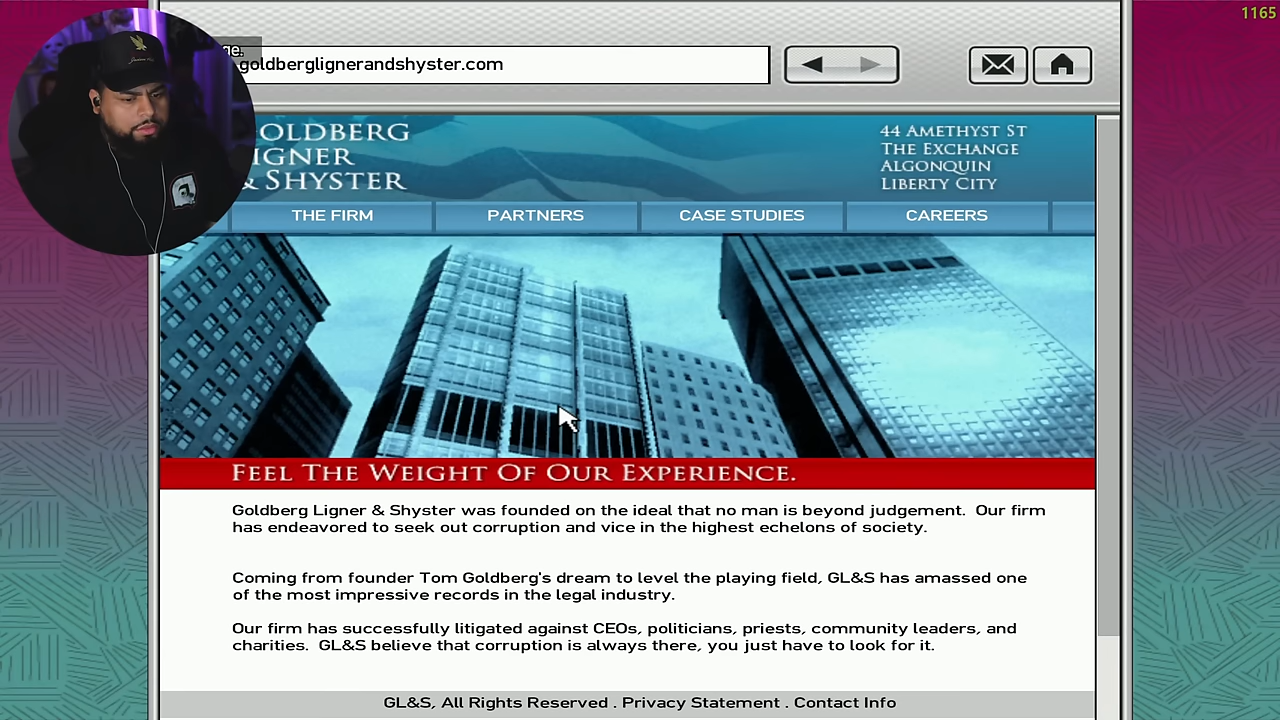 1165
ge.
goldberglignerandshyster.com
OLDBERG
IGNER
& SHYSTER
44 AMETHYST ST
THE EXCHANGE
ALGONQUIN
LIBERTY CITY
THE FIRM
PARTNERS
CASE STUDIES
CAREERS
FEEL THE WEIGHT OF OUR EXPERIENCE.
Goldberg Ligner & Shyster was founded on the ideal that no man is beyond judgement. Our firm
has endeavored to seek out corruption and vice in the highest echelons of society.
Coming from founder Tom Goldberg's dream to level the playing field, GL&S has amassed one
of the most impressive records in the legal industry.
Our firm has successfully litigated against CEOs, politicians, priests, community leaders, and
charities. GL&S believe that corruption is always there, you just have to look for it.
GL&S, All Rights Reserved . Privacy Statement . Contact Info